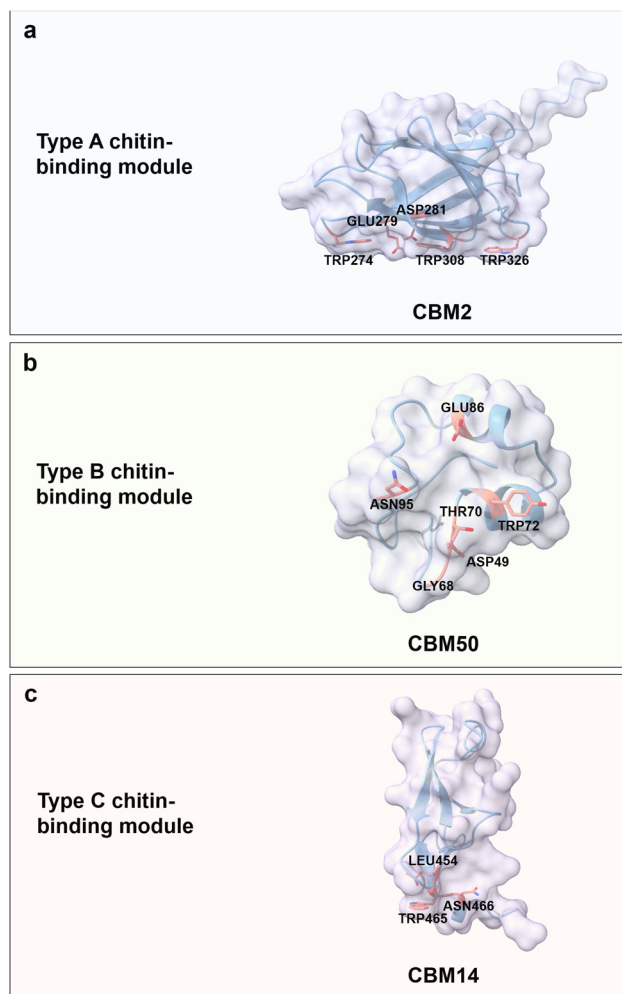 a
Type A chitin-
binding module
ASP281
GLU279
TRP274 TRP308 TRP326
CBM2
b
Type B chitin-
binding module
GLU86
ASN95
THR70
TRP72
ASP49
GLY68
CBM50
c
Type C chitin-
binding module
LEU454
ASN466
TRP465
CBM14